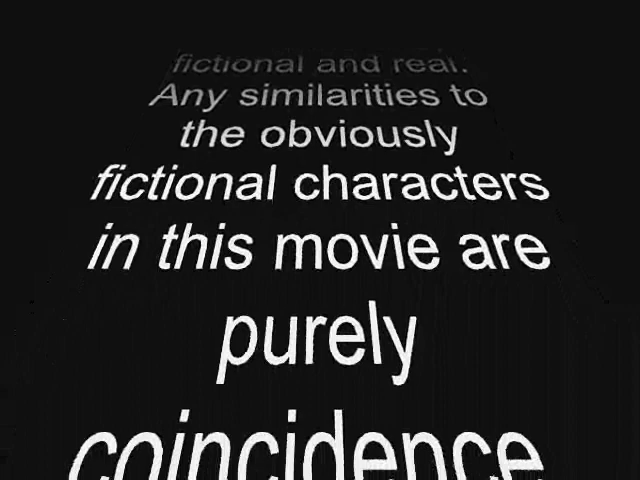 fictional and real.
Any similarities to
the obviously
fictional characters
in this movie are
purely
coincidence